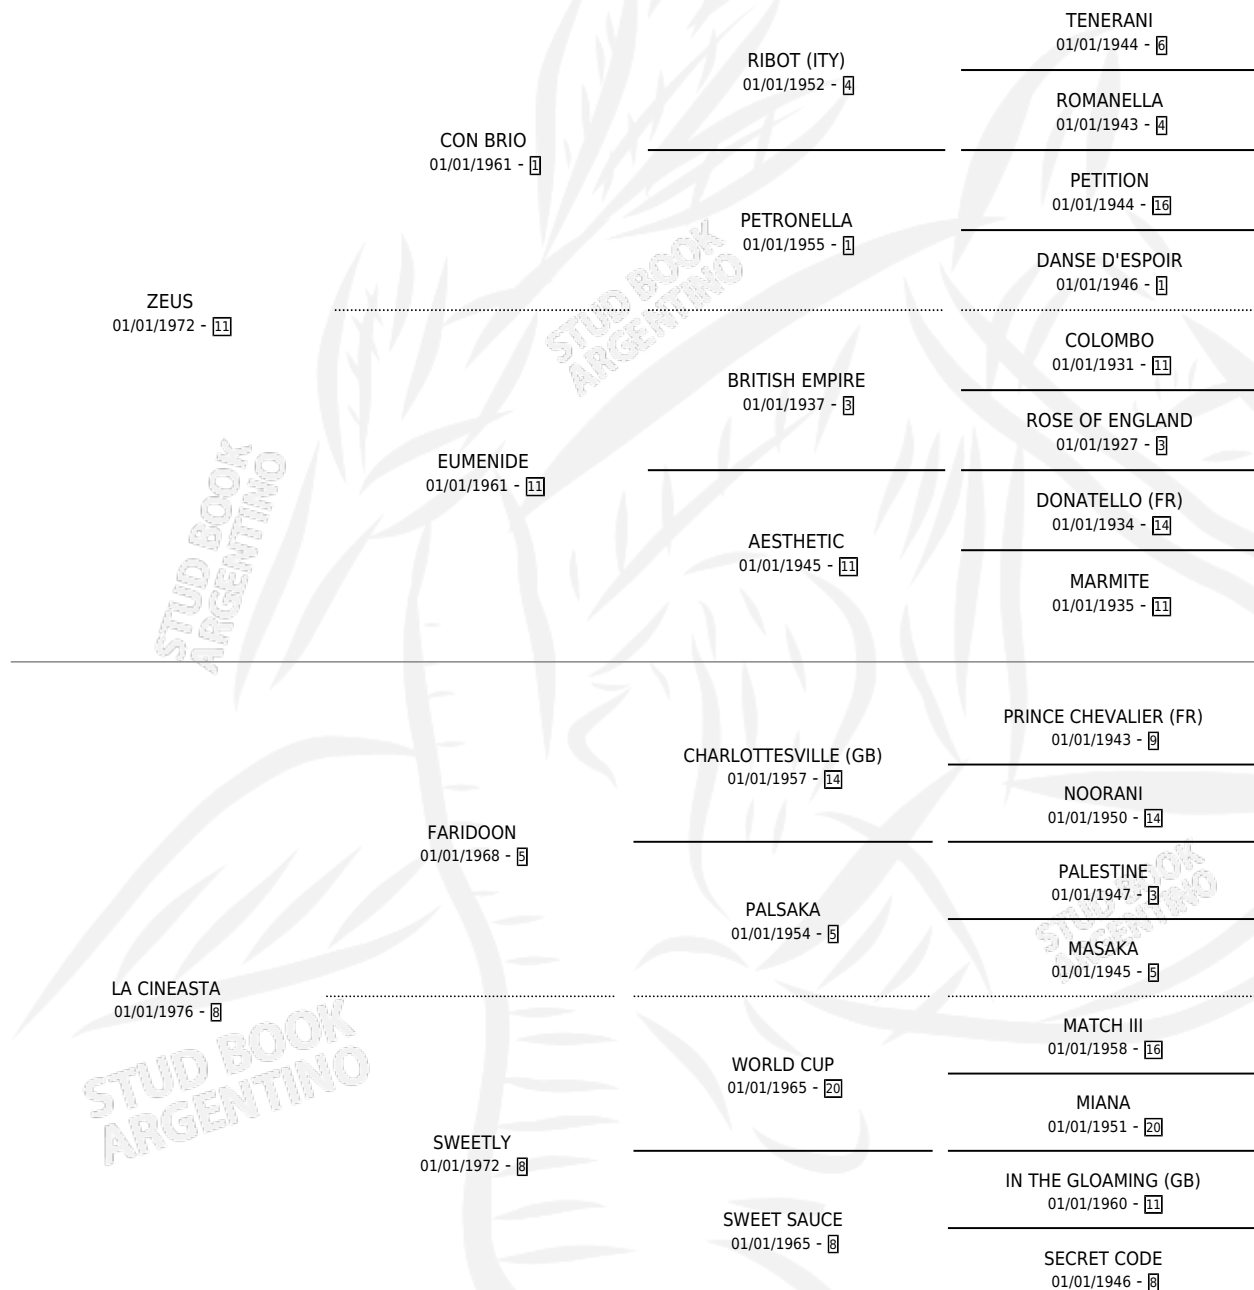 TENERANI
01/01/1944 - 6
RIBOT (ITY)
01/01/1952 - 4
ROMANELLA
01/01/1943 - 4
CON BRIO
01/01/1961 - 1
PETITION
01/01/1944 - 16
PETRONELLA
01/01/1955 - 1
DANSE D'ESPOIR
01/01/1946 - 1
ZEUS
01/01/1972 - 11
COLOMBO
01/01/1931 - 11
BRITISH EMPIRE
01/01/1937 - 3
ROSE OF ENGLAND
01/01/1927 - 3
EUMENIDE
01/01/1961 - 11
DONATELLO (FR)
01/01/1934 - 14
AESTHETIC
01/01/1945 - 11
MARMITE
01/01/1935 - 11
PRINCE CHEVALIER (FR)
01/01/1943 - 9
CHARLOTTESVILLE (GB)
01/01/1957 - 14
NOORANI
01/01/1950 - 14
FARIDOON
01/01/1968 - 5
PALESTINE
01/01/1947 - 3
PALSAKA
01/01/1954 - 5
MASAKA
01/01/1945 - 5
LA CINEASTA
01/01/1976 - 8
MATCH III
01/01/1958 - 16
WORLD CUP
01/01/1965 - 20
MIANA
01/01/1951 - 20
SWEETLY
01/01/1972 - 8
IN THE GLOAMING (GB)
01/01/1960 - 11
SWEET SAUCE
01/01/1965 - 8
SECRET CODE
01/01/1946 - 8
STUD BOOK
ARGENTINO
STUD BOOK
ARGENTINO
STUD BOOK
ARGENTINO
STUD BOOK
ARGENTINO